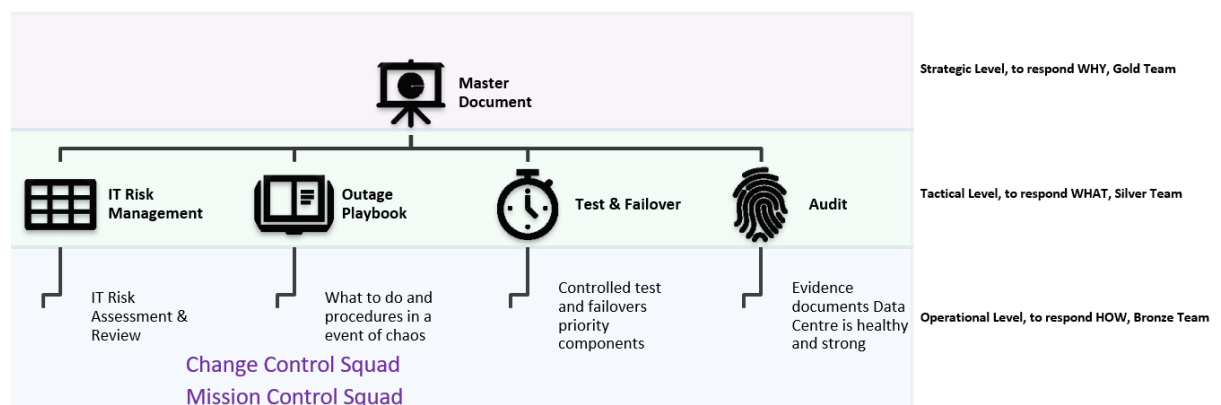 Master
Document
Strategic Level, to respond WHY, Gold Team
IT Risk
Management
Outage
Playbook
Test & Failover
Audit
Tactical Level, to respond WHAT, Silver Team
IT Risk
Assessment &
Review
What to do and
procedures in a
event of chaos
Controlled test
and failovers
priority
components
Evidence
documents Data
Centre is healthy
and strong
Operational Level, to respond HOW, Bronze Team
Change Control Squad
Mission Control Squad